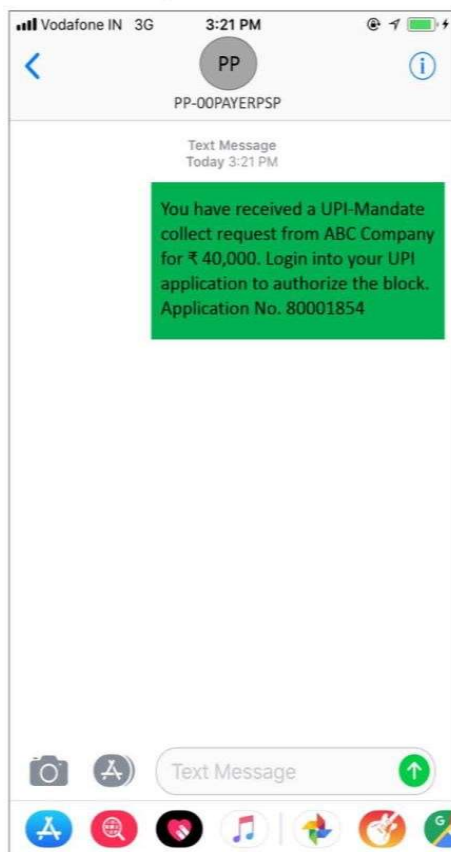 Vodafone IN 3G 3:21 PM
PP
PP-00PAYERPSP
Text Message
Today 3:21 PM
You have received a UPI-Mandate
collect request from ABC Company
for ₹ 40,000. Login into your UPI
application to authorize the block.
Application No. 80001854
Text Message